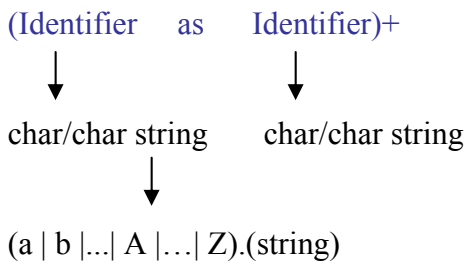 (Identifier as Identifier)+
char/char string char/char string
(a | b |...| A |…| Z).(string)